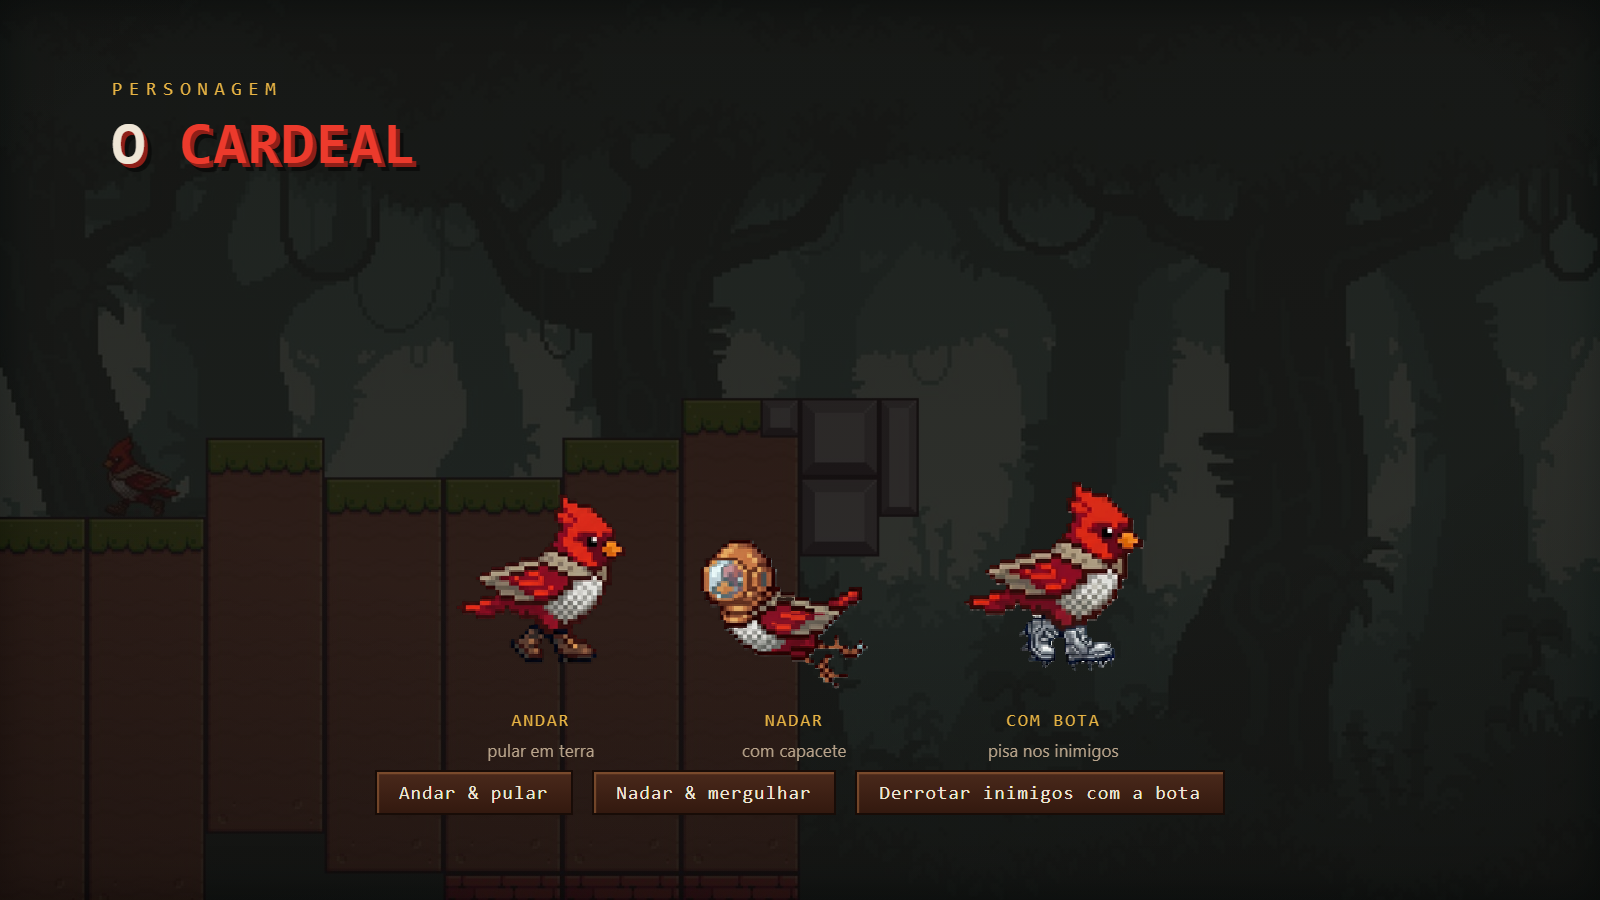 PERSONAGEM
O CARDEAL
ANDAR
pular em terra
NADAR
com capacete
COM BOTA
pisa nos inimigos
Andar & pular
Nadar & mergulhar
Derrotar inimigos com a bota